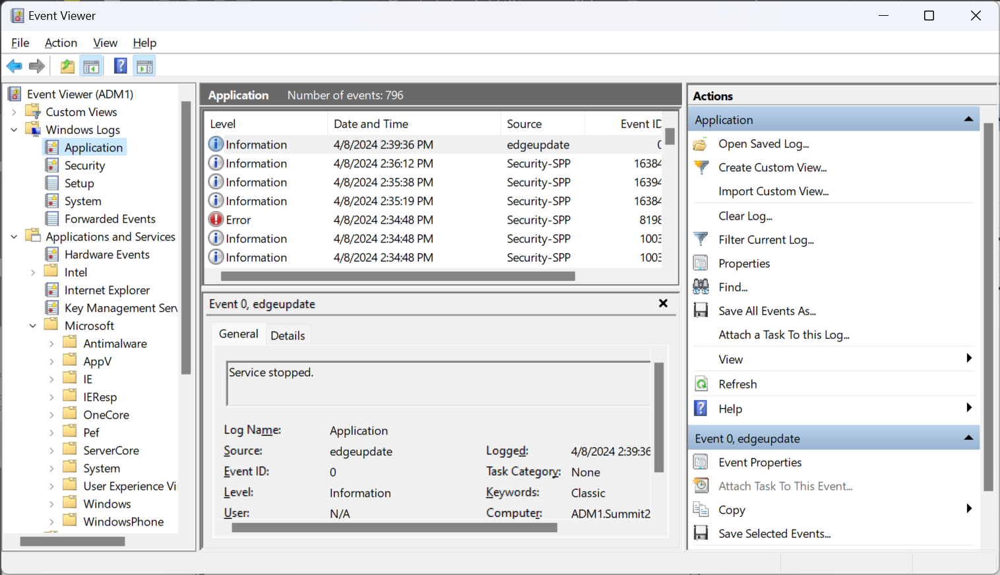 Event Viewer
File Action View Help
Event Viewer (ADM1)
Custom Views
Windows Logs
Application
Security
Setup
System
Forwarded Events
Applications and Services
Hardware Events
Intel
Internet Explorer
Key Management Serv
Microsoft
Antimalware
AppV
IE
IEResp
OneCore
Pef
ServerCore
System
User Experience Vi
Windows
WindowsPhone
Application Number of events: 796
Level Date and Time Source Event ID
Information 4/8/2024 2:39:36 PM edgeupdate 0
Information 4/8/2024 2:36:12 PM Security-SPP 16384
Information 4/8/2024 2:35:38 PM Security-SPP 16394
Information 4/8/2024 2:35:19 PM Security-SPP 16384
Error 4/8/2024 2:34:48 PM Security-SPP 8198
Information 4/8/2024 2:34:48 PM Security-SPP 1003
Information 4/8/2024 2:34:48 PM Security-SPP 1003
Event 0, edgeupdate
General Details
Service stopped.
Log Name: Application
Source: edgeupdate Logged: 4/8/2024 2:39:36
Event ID: 0 Task Category: None
Level: Information Keywords: Classic
User: N/A Computer: ADM1.Summit2
Actions
Application
Open Saved Log...
Create Custom View...
Import Custom View...
Clear Log...
Filter Current Log...
Properties
Find...
Save All Events As...
Attach a Task To this Log...
View
Refresh
Help
Event 0, edgeupdate
Event Properties
Attach Task To This Event...
Copy
Save Selected Events...